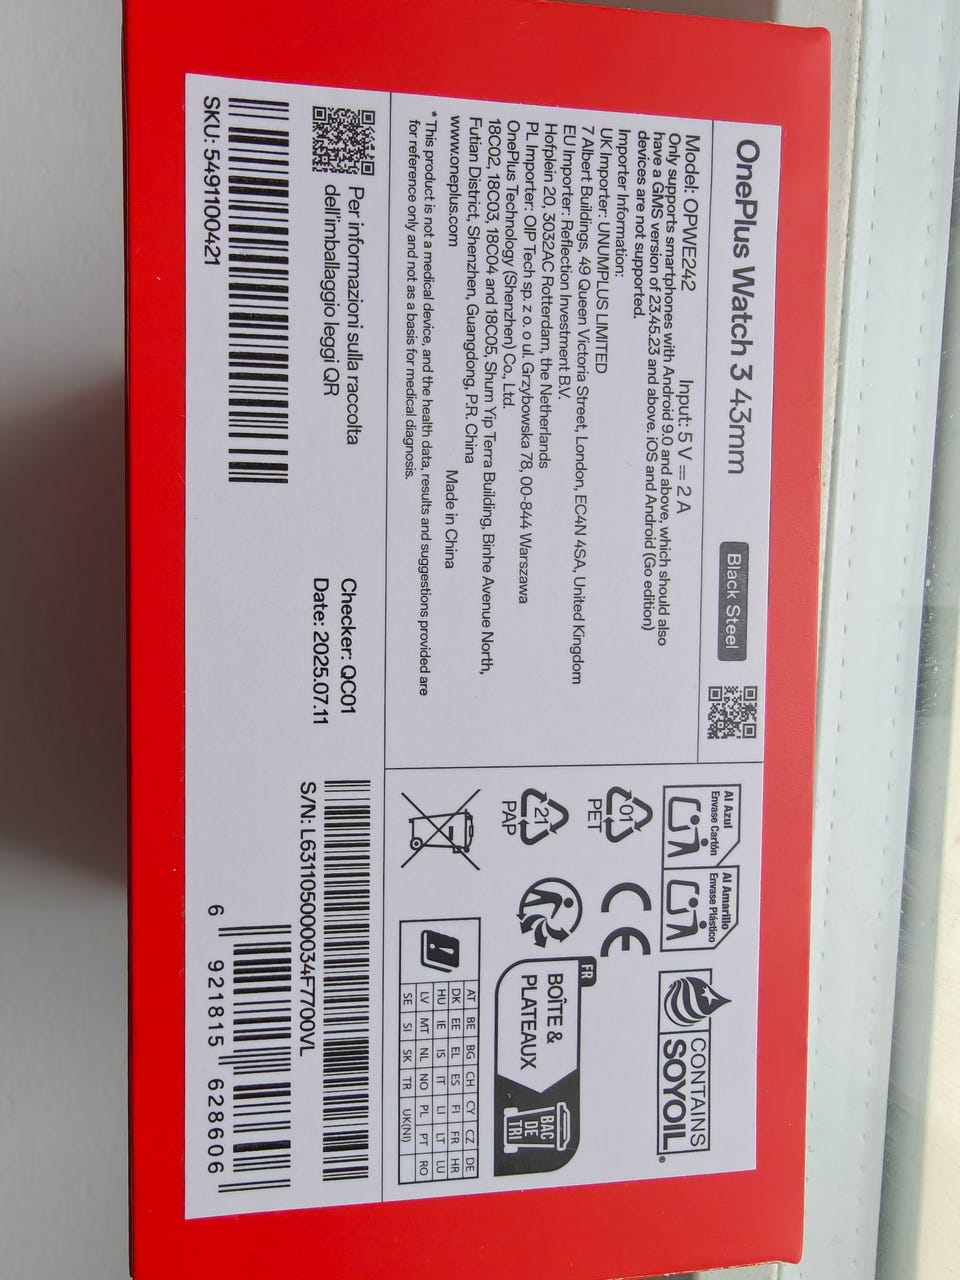 OnePlus Watch 3 43mm
Black Steel
Model: OPWE242
Input: 5 V ⎓ 2 A
Only supports smartphones with Android 9.0 and above, which should also
have a GMS version of 23.45.23 and above. iOS and Android (Go edition)
devices are not supported.
Importer Information:
UK Importer: UNUMPLUS LIMITED
7 Albert Buildings, 49 Queen Victoria Street, London, EC4N 4SA, United Kingdom
EU Importer: Reflection Investment B.V.
Hofplein 20, 3032AC Rotterdam, the Netherlands
PL Importer: OIP Tech sp. z o. o ul. Grzybowska 78, 00-844 Warszawa
OnePlus Technology (Shenzhen) Co., Ltd.
18C02, 18C03, 18C04 and 18C05, Shum Yip Terra Building, Binhe Avenue North,
Futian District, Shenzhen, Guangdong, P.R. China
www.oneplus.com
Made in China
* This product is not a medical device, and the health data, results and suggestions provided are
for reference only and not as a basis for medical diagnosis.
Al Azul
Envase Cartón
Al Amarillo
Envase Plástico
CONTAINS
SOYOIL®
01
PET
CE
21
PAP
FR
BOÎTE &
PLATEAUX
BAC
DE
TRI
AT BE BG CH CY CZ DE
DK EE EL ES FI FR HR
HU IE IS IT LI LT LU
LV MT NL NO PL PT RO
SE SI SK TR UK(NI)
Per informazioni sulla raccolta
dell'imballaggio leggi QR
Checker: QC01
Date: 2025.07.11
SKU: 5491100421
S/N: L631105000034F7700VL
6 921815 628606